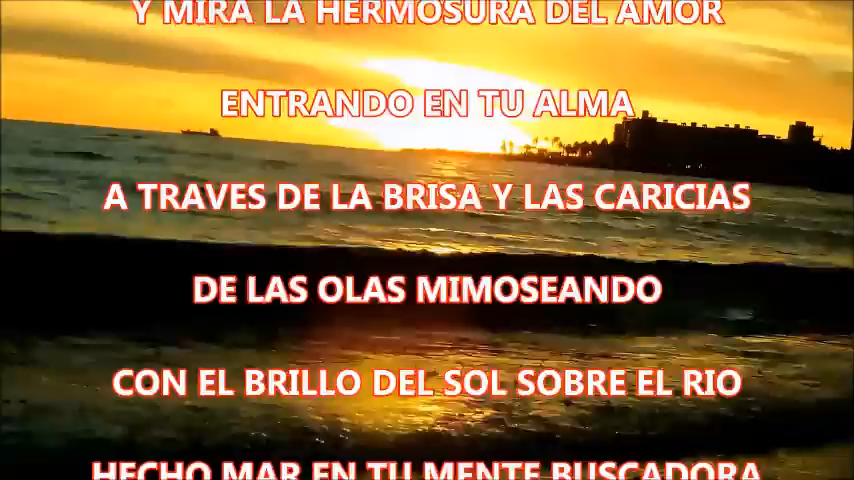 Y MIRA LA HERMOSURA DEL AMOR
ENTRANDO EN TU ALMA
A TRAVES DE LA BRISA Y LAS CARICIAS
DE LAS OLAS MIMOSEANDO
CON EL BRILLO DEL SOL SOBRE EL RIO
HECHO MAR EN TU MENTE BUSCADORA